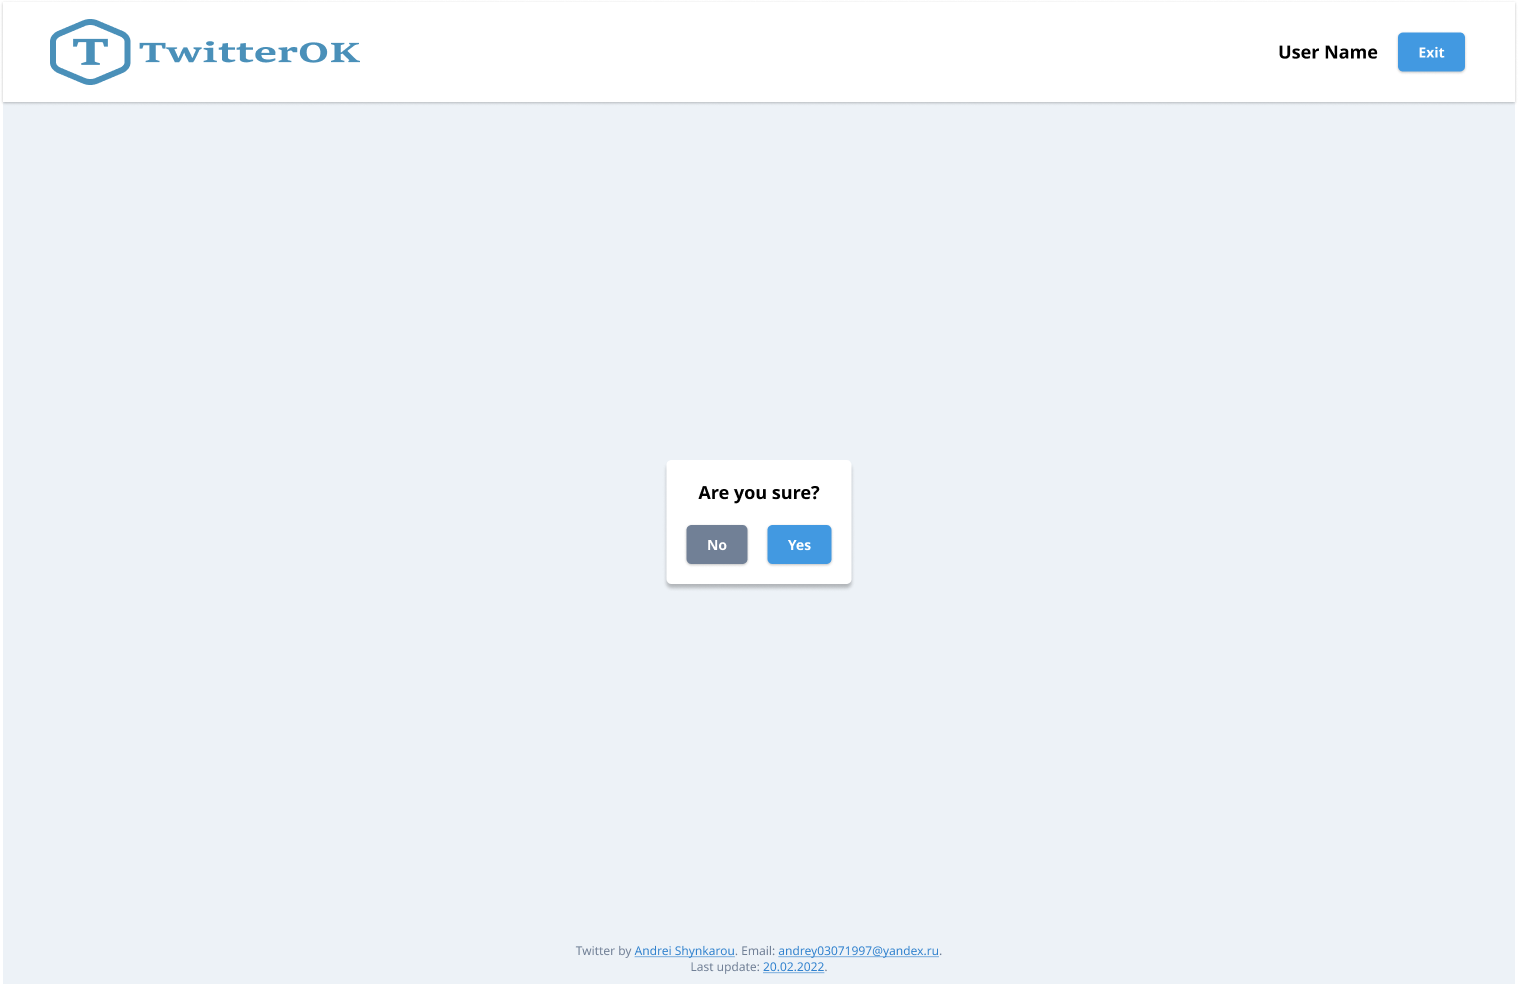 T TwitterOK
User Name
Exit
Are you sure?
No
Yes
Twitter by Andrei Shynkarou. Email: andrey03071997@yandex.ru.
Last update: 20.02.2022.